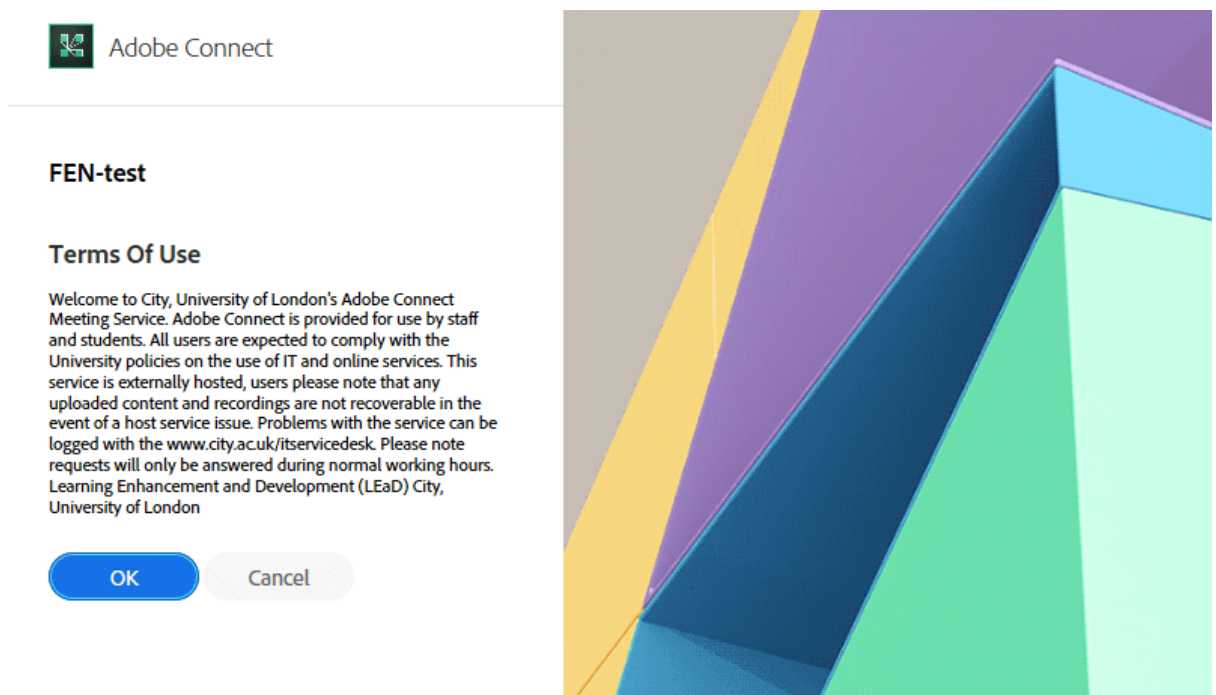 Adobe Connect
FEN-test
Terms Of Use
Welcome to City, University of London's Adobe Connect
Meeting Service. Adobe Connect is provided for use by staff
and students. All users are expected to comply with the
University policies on the use of IT and online services. This
service is externally hosted, users please note that any
uploaded content and recordings are not recoverable in the
event of a host service issue. Problems with the service can be
logged with the www.city.ac.uk/itservicedesk. Please note
requests will only be answered during normal working hours.
Learning Enhancement and Development (LEaD) City,
University of London
OK
Cancel